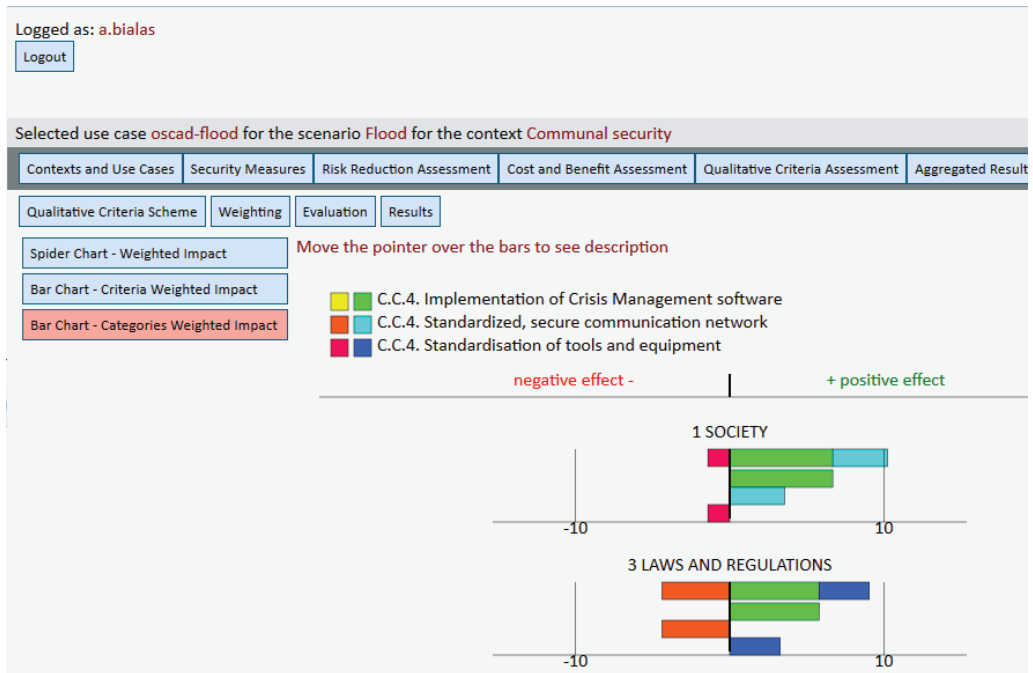 Logged as: a.bialas
Logout
Selected use case oscad-flood for the scenario Flood for the context Communal security
Contexts and Use Cases Security Measures Risk Reduction Assessment Cost and Benefit Assessment Qualitative Criteria Assessment Aggregated Result
Qualitative Criteria Scheme Weighting Evaluation Results
Spider Chart - Weighted Impact
Move the pointer over the bars to see description
Bar Chart - Criteria Weighted Impact
Bar Chart - Categories Weighted Impact
C.C.4. Implementation of Crisis Management software
C.C.4. Standardized, secure communication network
C.C.4. Standardisation of tools and equipment
negative effect - + positive effect
1 SOCIETY
-10 10
3 LAWS AND REGULATIONS
-10 10